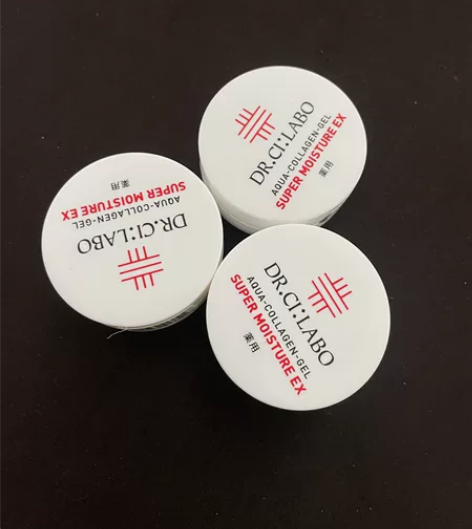 DR.CI:LABO
AQUA-COLLAGEN-GEL
SUPER MOISTURE EX
薬用
DR.CI:LABO
AQUA-COLLAGEN-GEL
SUPER MOISTURE EX
薬用
DR.CI:LABO
AQUA-COLLAGEN-GEL
SUPER MOISTURE EX
薬用